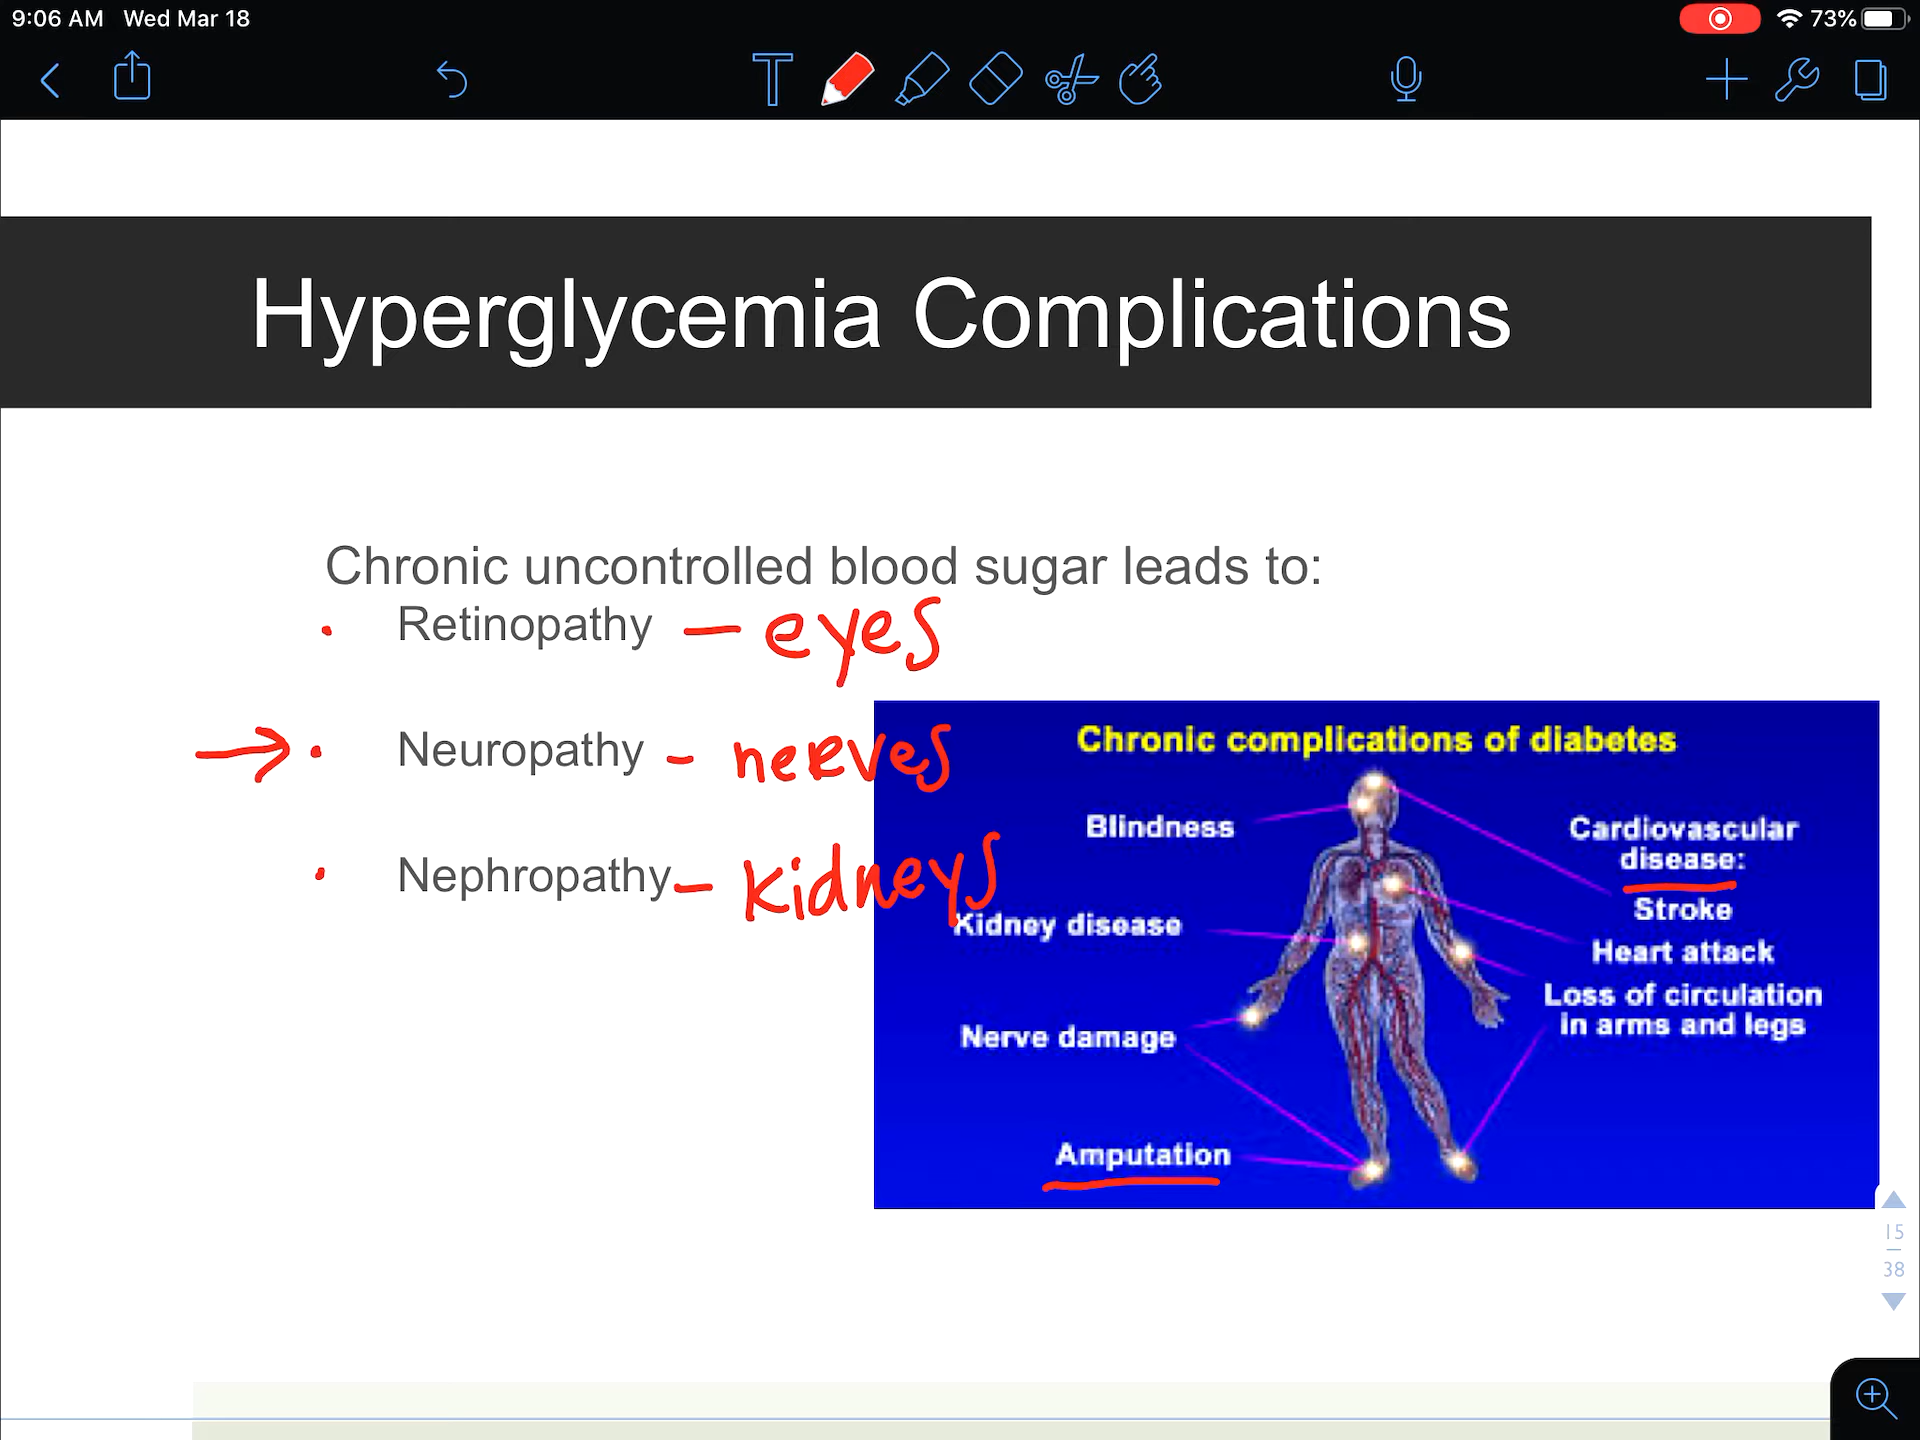 9:06 AM Wed Mar 18
73%
Hyperglycemia Complications
Chronic uncontrolled blood sugar leads to:
• Retinopathy – eyes
→ • Neuropathy - nerves
• Nephropathy – Kidneys
Chronic complications of diabetes
Blindness
Kidney disease
Nerve damage
Amputation
Cardiovascular
disease:
Stroke
Heart attack
Loss of circulation
in arms and legs
15
38